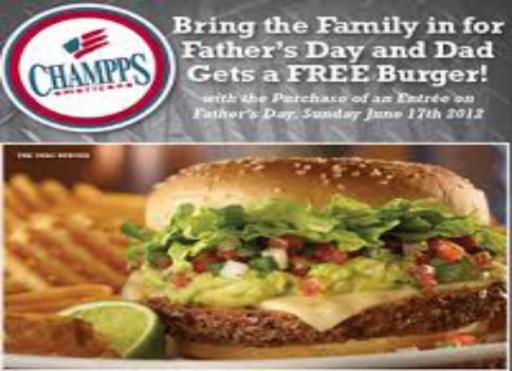 CHAMPPS
Americana
Bring the Family in for
Father's Day and Dad
Gets a FREE Burger!
with the Purchase of an Entrée on
Father's Day, Sunday June 17th 2012